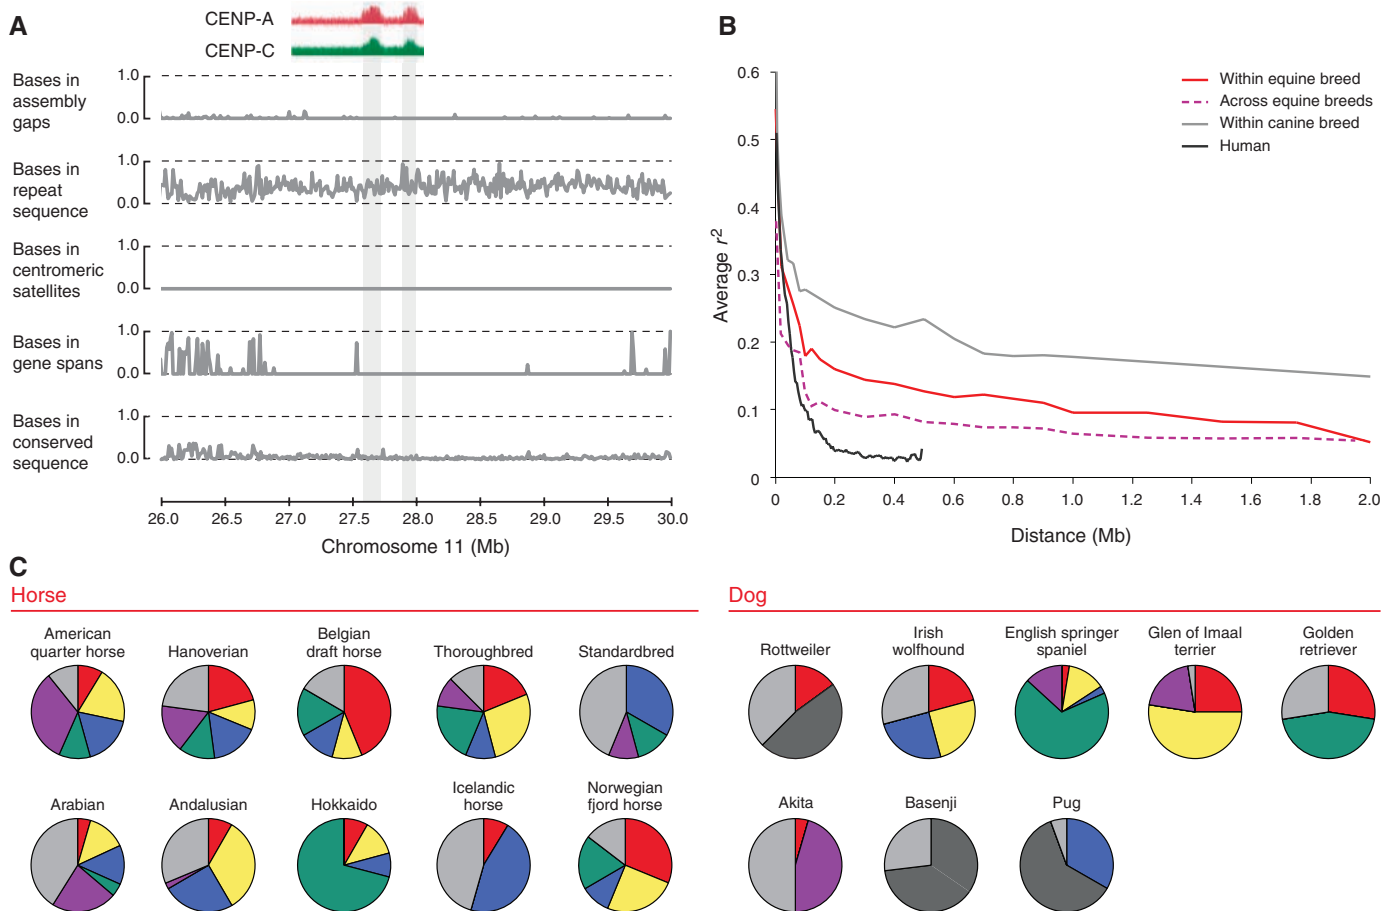 A
CENP-A
CENP-C
Bases in
assembly
gaps
1.0
0.0
Bases in
repeat
sequence
1.0
0.0
Bases in
centromeric
satellites
1.0
0.0
Bases in
gene spans
1.0
0.0
Bases in
conserved
sequence
1.0
0.0
26.0 26.5 27.0 27.5 28.0 28.5 29.0 29.5 30.0
Chromosome 11 (Mb)
B
0.6
0.5
0.4
0.3
0.2
0.1
0
Average r²
Within equine breed
Across equine breeds
Within canine breed
Human
0 0.2 0.4 0.6 0.8 1.0 1.2 1.4 1.6 1.8 2.0
Distance (Mb)
C
Horse
American
quarter horse
Hanoverian
Belgian
draft horse
Thoroughbred
Standardbred
Arabian
Andalusian
Hokkaido
Icelandic
horse
Norwegian
fjord horse
Dog
Rottweiler
Irish
wolfhound
English springer
spaniel
Glen of Imaal
terrier
Golden
retriever
Akita
Basenji
Pug